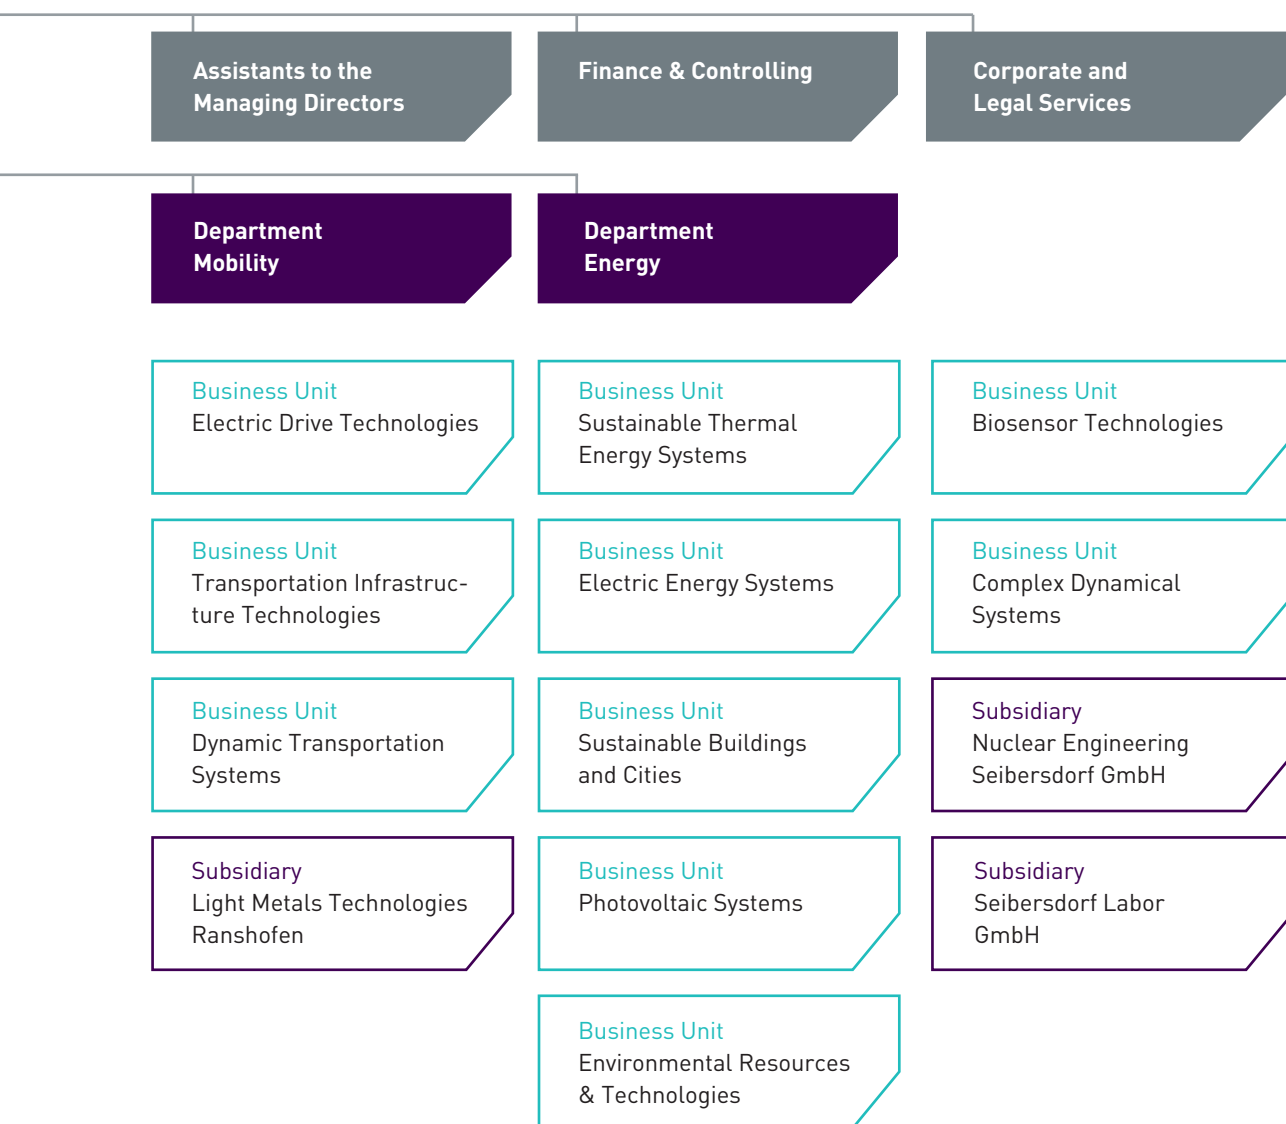 Assistants to the
Managing Directors
Finance & Controlling
Corporate and
Legal Services
Department
Mobility
Department
Energy
Business Unit
Electric Drive Technologies
Business Unit
Sustainable Thermal
Energy Systems
Business Unit
Biosensor Technologies
Business Unit
Transportation Infrastruc-
ture Technologies
Business Unit
Electric Energy Systems
Business Unit
Complex Dynamical
Systems
Business Unit
Dynamic Transportation
Systems
Business Unit
Sustainable Buildings
and Cities
Subsidiary
Nuclear Engineering
Seibersdorf GmbH
Subsidiary
Light Metals Technologies
Ranshofen
Business Unit
Photovoltaic Systems
Subsidiary
Seibersdorf Labor
GmbH
Business Unit
Environmental Resources
& Technologies